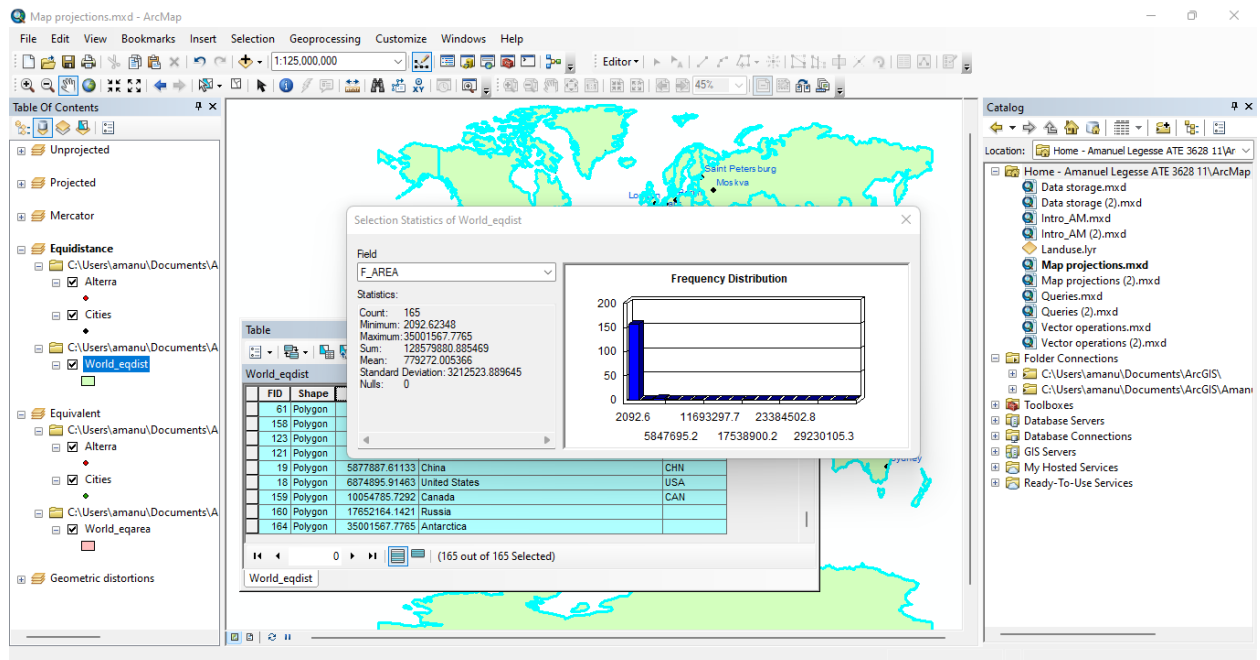 Map projections.mxd - ArcMap
File Edit View Bookmarks Insert Selection Geoprocessing Customize Windows Help
1:125,000,000
Editor
45%
Table Of Contents
Unprojected
Projected
Mercator
Equidistance
C:\Users\amanu\Documents\A
Alterra
Cities
C:\Users\amanu\Documents\A
World_eqdist
Equivalent
C:\Users\amanu\Documents\A
Alterra
Cities
C:\Users\amanu\Documents\A
World_eqarea
Geometric distortions
Saint Petersburg
Moskva
Sydney
Selection Statistics of World_eqdist
Field
F_AREA
Statistics:
Count: 165
Minimum: 2092.62348
Maximum: 35001567.7765
Sum: 128579880.885469
Mean: 779272.005366
Standard Deviation: 3212523.889645
Nulls: 0
Frequency Distribution
200
150
100
50
0
2092.6 11693297.7 23384502.8
5847695.2 17538900.2 29230105.3
Table
World_eqdist
FID Shape
61 Polygon
158 Polygon
123 Polygon
121 Polygon
19 Polygon 5877887.61133 China CHN
18 Polygon 6874895.91463 United States USA
159 Polygon 10054785.7292 Canada CAN
160 Polygon 17652164.1421 Russia
164 Polygon 35001567.7765 Antarctica
0 (165 out of 165 Selected)
World_eqdist
Catalog
Location: Home - Amanuel Legesse ATE 3628 11\Ar
Home - Amanuel Legesse ATE 3628 11\ArcMap
Data storage.mxd
Data storage (2).mxd
Intro_AM.mxd
Intro_AM (2).mxd
Landuse.lyr
Map projections.mxd
Map projections (2).mxd
Queries.mxd
Queries (2).mxd
Vector operations.mxd
Vector operations (2).mxd
Folder Connections
C:\Users\amanu\Documents\ArcGIS\
C:\Users\amanu\Documents\ArcGIS\Amanu
Toolboxes
Database Servers
Database Connections
GIS Servers
My Hosted Services
Ready-To-Use Services